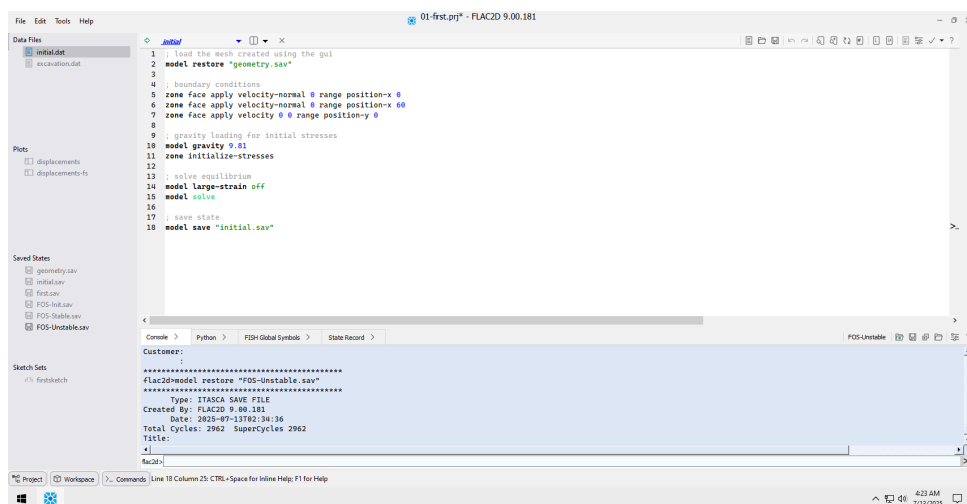 01-first.prj* - FLAC2D 9.00.181
File Edit Tools Help
Data Files
initial.dat
excavation.dat
Plots
displacements
displacements-fs
Saved States
geometry.sav
initial.sav
first.sav
FOS-Init.sav
FOS-Stable.sav
FOS-Unstable.sav
Sketch Sets
firstsketch
initial
1 ; load the mesh created using the gui
2 model restore "geometry.sav"
3
4 ; boundary conditions
5 zone face apply velocity-normal 0 range position-x 0
6 zone face apply velocity-normal 0 range position-x 60
7 zone face apply velocity 0 0 range position-y 0
8
9 ; gravity loading for initial stresses
10 model gravity 9.81
11 zone initialize-stresses
12
13 ; solve equilibrium
14 model large-strain off
15 model solve
16
17 ; save state
18 model save "initial.sav"
Console Python FISH Global Symbols State Record FOS-Unstable
Customer:
:
*******************************************
flac2d>model restore "FOS-Unstable.sav"
*******************************************
Type: ITASCA SAVE FILE
Created By: FLAC2D 9.00.181
Date: 2025-07-13T02:34:36
Total Cycles: 2962 SuperCycles 2962
Title:
flac2d>
Project Workspace Commands Line 18 Column 25: CTRL+Space for Inline Help; F1 for Help
4:23 AM
7/13/2025